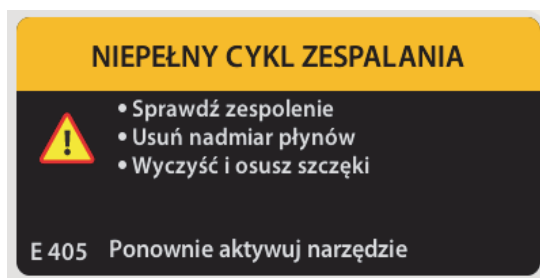 NIEPEŁNY CYKL ZESPALANIA
• Sprawdź zespolenie
• Usuń nadmiar płynów
• Wyczyść i osusz szczęki
E 405 Ponownie aktywuj narzędzie